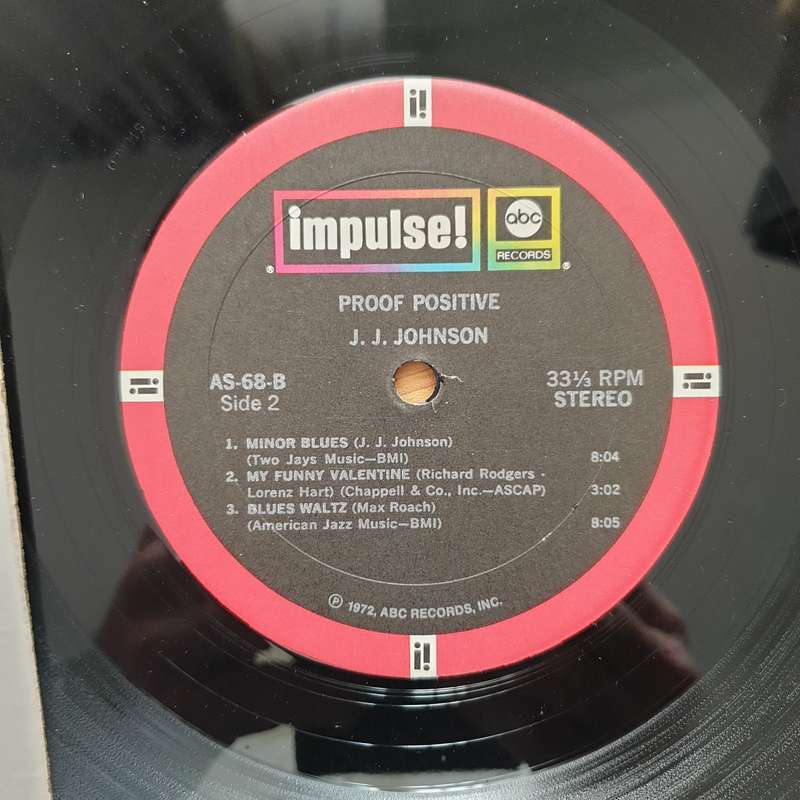 i!
impulse!
abc
RECORDS
® ®
PROOF POSITIVE
J. J. JOHNSON
AS-68-B
Side 2
33⅓ RPM
STEREO
i!
i!
1. MINOR BLUES (J. J. Johnson)
(Two Jays Music—BMI) 8:04
2. MY FUNNY VALENTINE (Richard Rodgers -
Lorenz Hart) (Chappell & Co., Inc.—ASCAP) 3:02
3. BLUES WALTZ (Max Roach)
(American Jazz Music—BMI) 8:05
℗ 1972, ABC RECORDS, INC.
i!